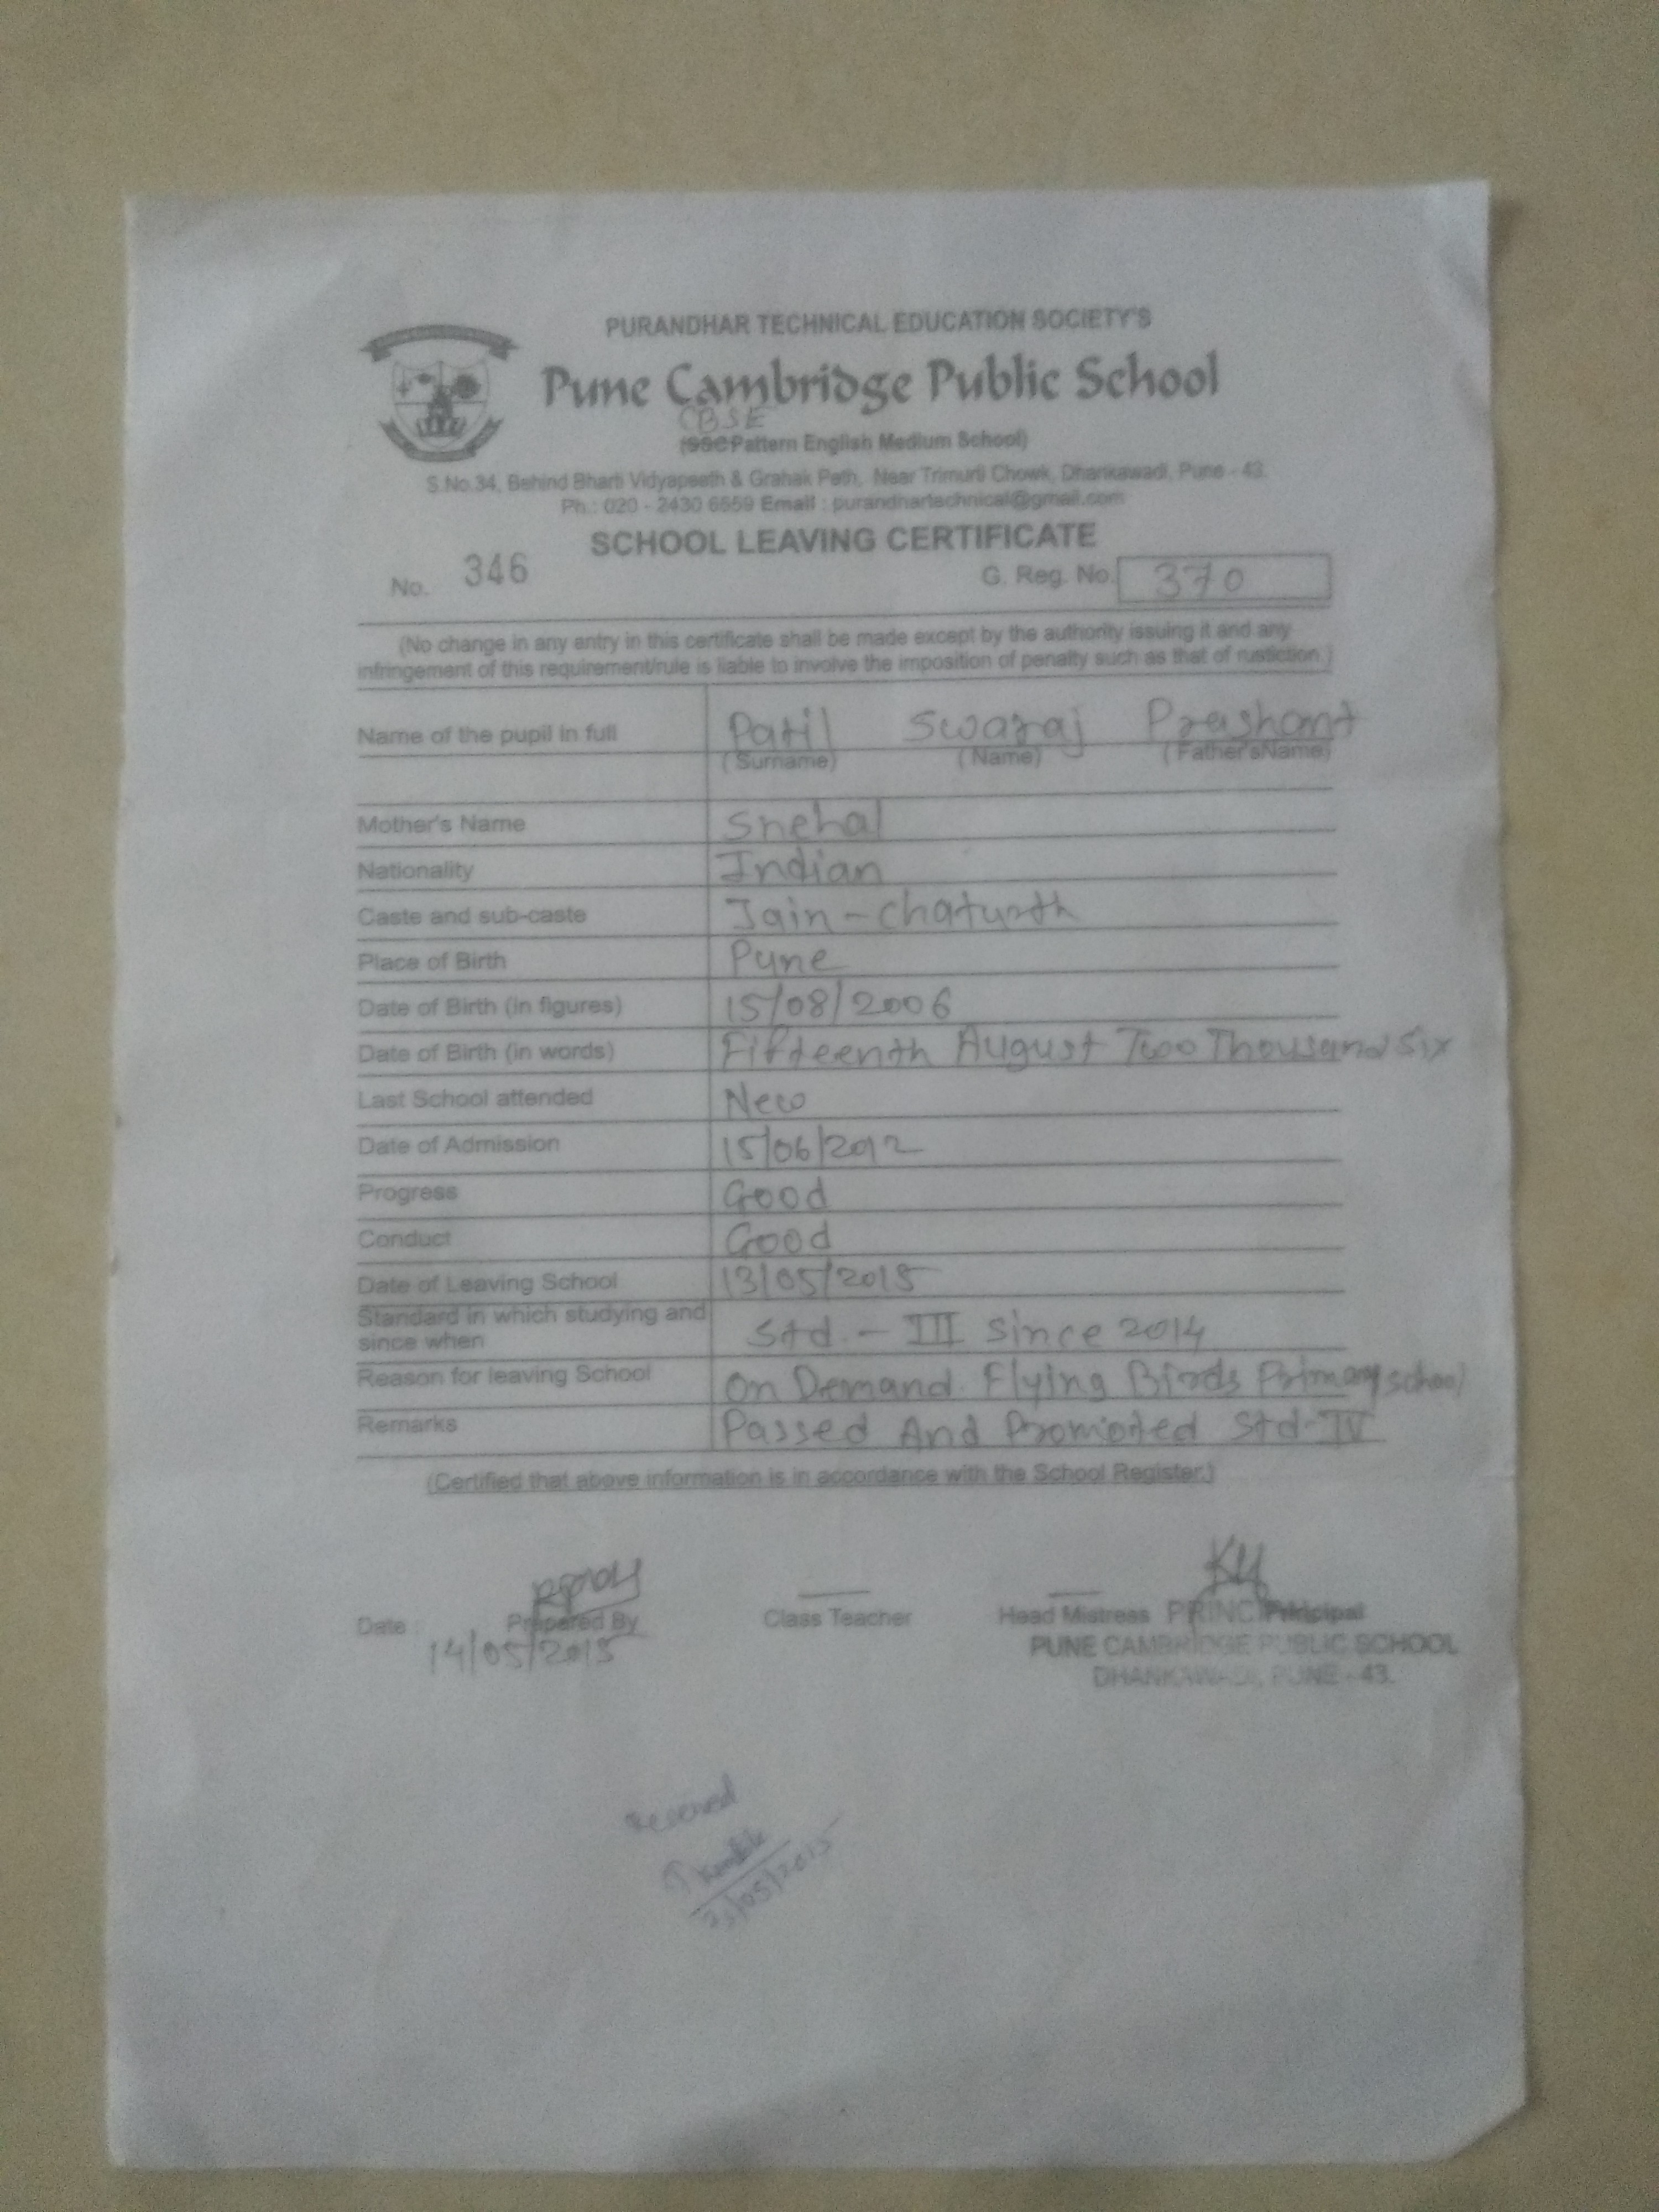 PURANDHAR TECHNICAL EDUCATION SOCIETY'S
Pune Cambridge Public School
CBSE
(SSC Pattern English Medium School)
S.No.34, Behind Bharti Vidyapeeth & Grahak Peth, Near Trimurti Chowk, Dhankawadi, Pune - 43.
Ph.: 020 - 2430 6559 Email : purandhartechnical@gmail.com
SCHOOL LEAVING CERTIFICATE
No. 346 G. Reg. No. 370
(No change in any entry in this certificate shall be made except by the authority issuing it and any
infringement of this requirement/rule is liable to involve the imposition of penalty such as that of rustiction.)
Name of the pupil in full Patil Swaraj Prashant
(Surname) (Name) (Father'sName)
Mother's Name Snehal
Nationality Indian
Caste and sub-caste Jain - Chaturth
Place of Birth Pune
Date of Birth (in figures) 15/08/2006
Date of Birth (in words) Fifteenth August Two Thousand Six
Last School attended New
Date of Admission 15/06/2012
Progress Good
Conduct Good
Date of Leaving School 13/05/2015
Standard in which studying and
since when Std. - III Since 2014
Reason for leaving School On Demand Flying Birds Primary School
Remarks Passed And Promoted Std-IV
(Certified that above information is in accordance with the School Register.)
Date : Prepared By Class Teacher Head Mistress Principal
14/05/2015
PUNE CAMBRIDGE PUBLIC SCHOOL
DHANKAWADI, PUNE - 43.